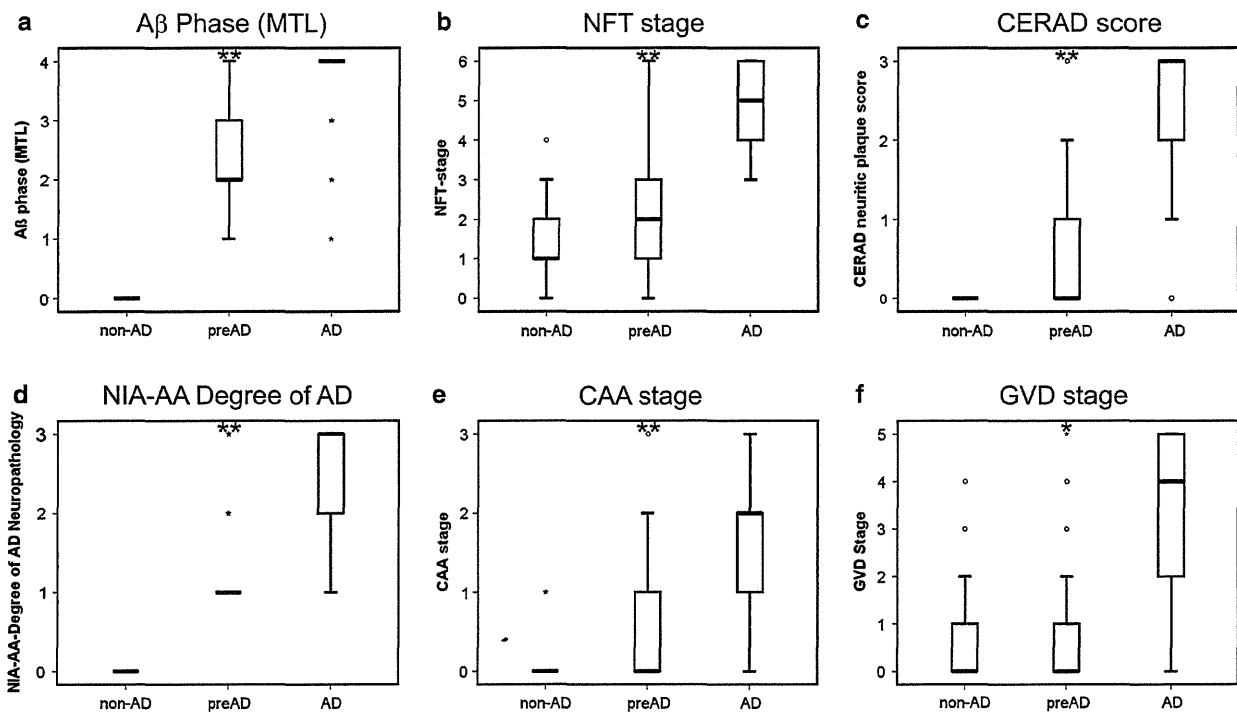 a Aβ Phase (MTL)
**
Aβ phase (MTL)
4
3
2
1
0
non-AD preAD AD
b NFT stage
**
NFT-stage
6
5
4
3
2
1
0
non-AD preAD AD
c CERAD score
**
CERAD neuritic plaque score
3
2
1
0
non-AD preAD AD
d NIA-AA Degree of AD
**
NIA-AA-Degree of AD Neuropathology
3
2
1
0
non-AD preAD AD
e CAA stage
**
CAA stage
3
2
1
0
non-AD preAD AD
f GVD stage
*
GVD Stage
5
4
3
2
1
0
non-AD preAD AD